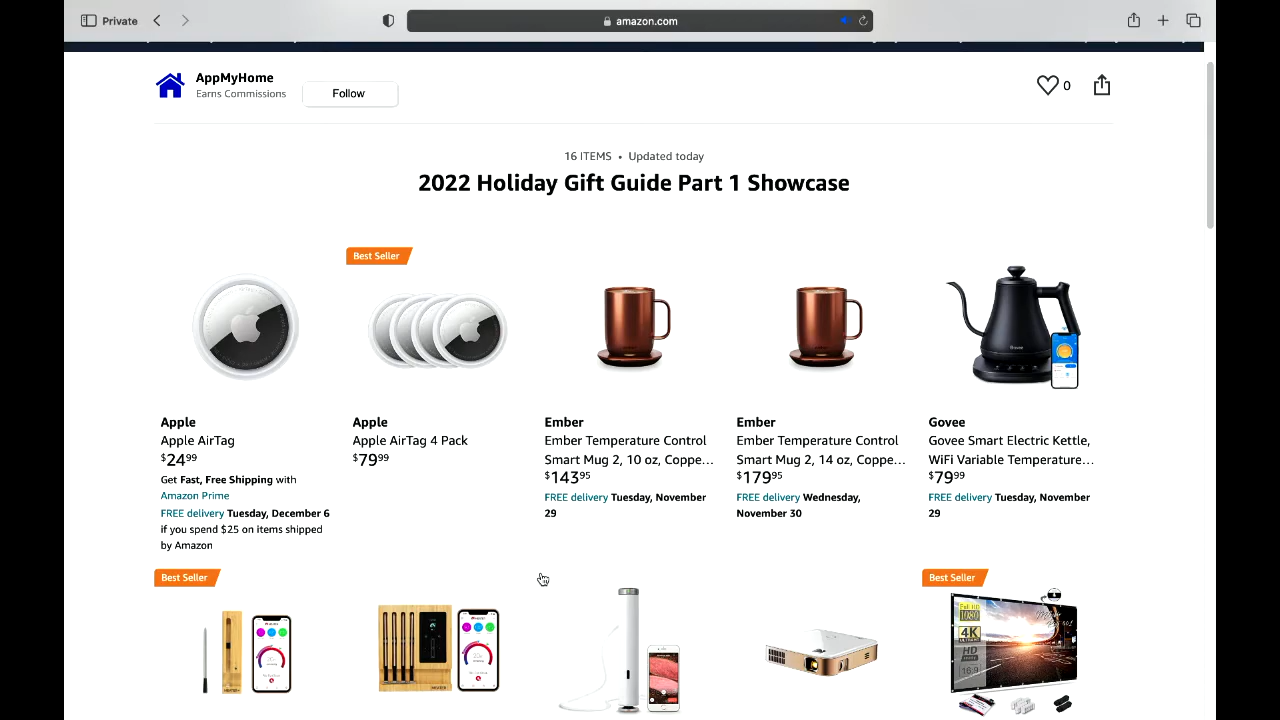 Private
amazon.com
AppMyHome
Earns Commissions
Follow
0
16 ITEMS • Updated today
2022 Holiday Gift Guide Part 1 Showcase
Best Seller
Apple
Apple AirTag
$24.99
Get Fast, Free Shipping with
Amazon Prime
FREE delivery Tuesday, December 6
if you spend $25 on items shipped
by Amazon
Apple
Apple AirTag 4 Pack
$79.99
Ember
Ember Temperature Control
Smart Mug 2, 10 oz, Coppe...
$143.95
FREE delivery Tuesday, November
29
Ember
Ember Temperature Control
Smart Mug 2, 14 oz, Coppe...
$179.95
FREE delivery Wednesday,
November 30
Govee
Govee Smart Electric Kettle,
WiFi Variable Temperature...
$79.99
FREE delivery Tuesday, November
29
Best Seller
Best Seller
Full HD
1080
4K
HD
16:9